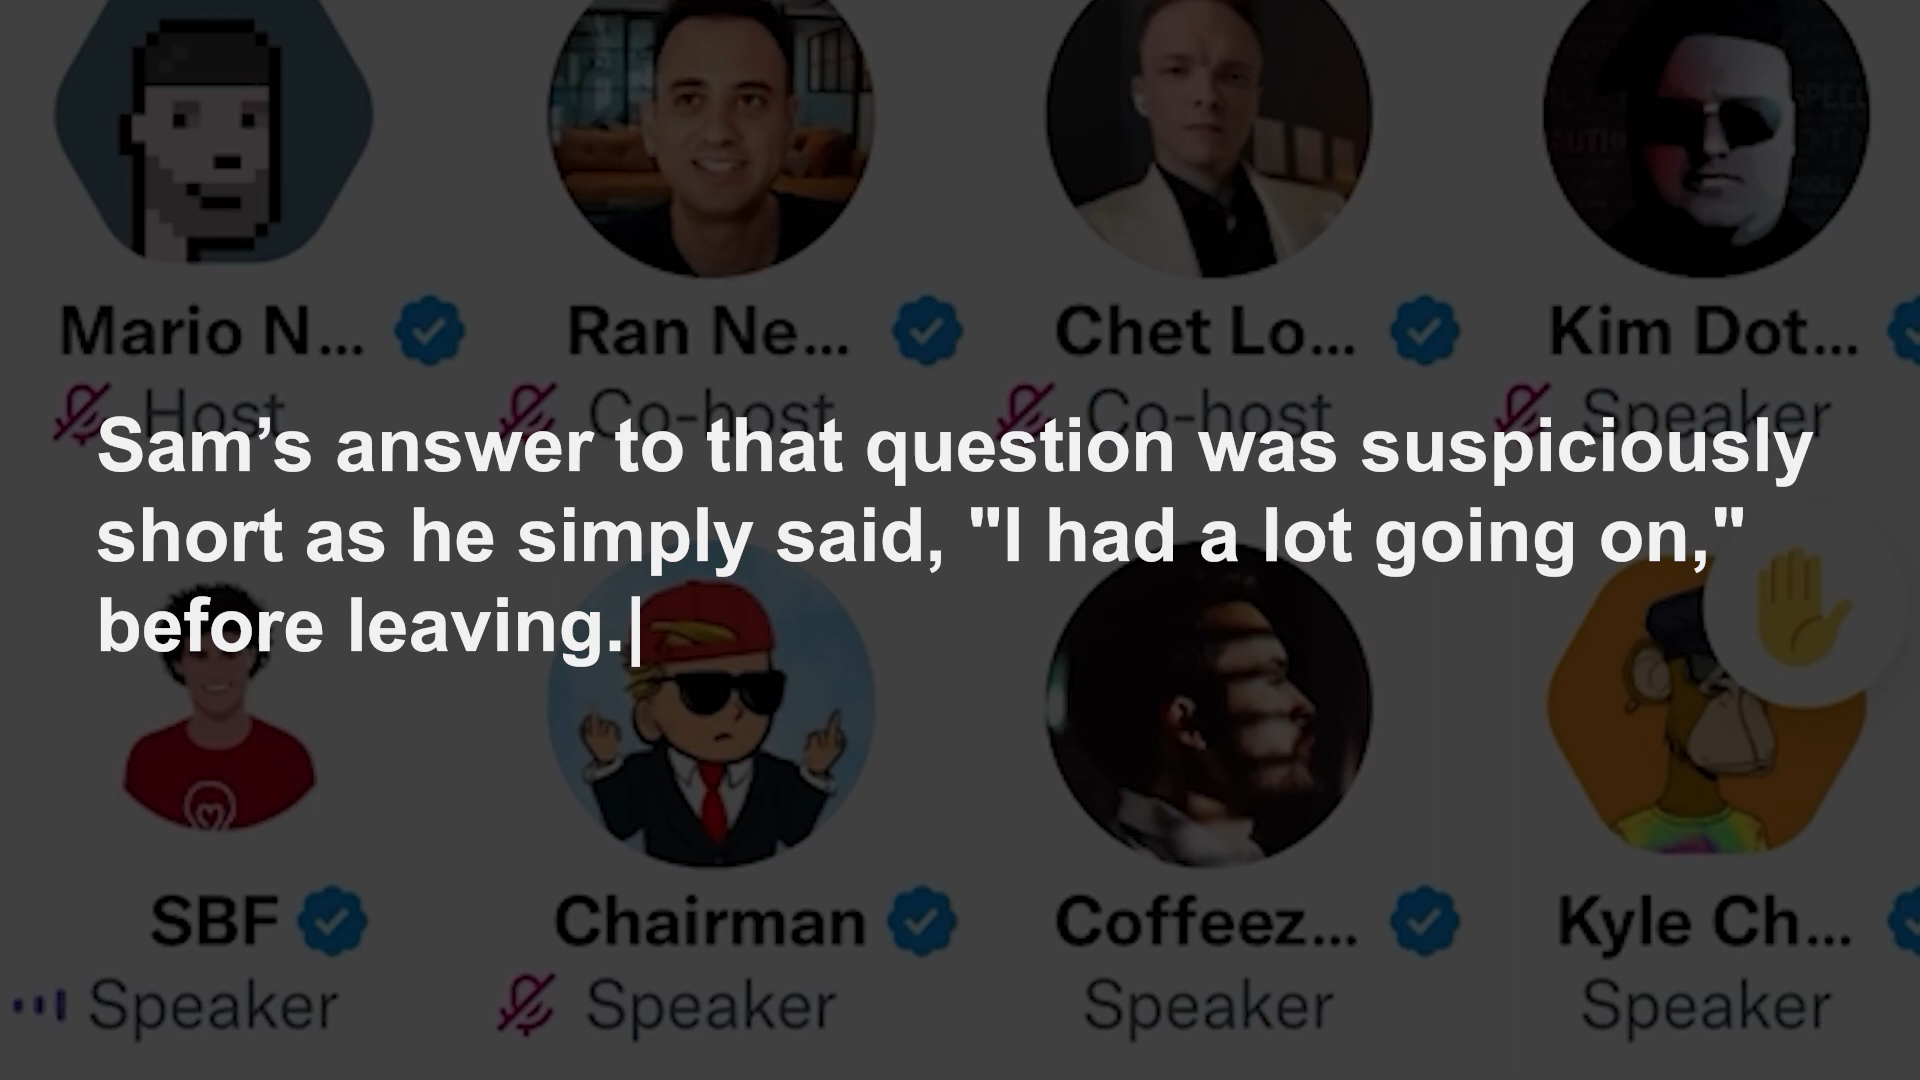 Mario N...
Ran Ne...
Chet Lo...
Kim Dot...
Host
Co-host
Co-host
Speaker
Sam’s answer to that question was suspiciously
short as he simply said, "I had a lot going on,"
before leaving.|
SBF
Chairman
Coffeez...
Kyle Ch...
Speaker
Speaker
Speaker
Speaker